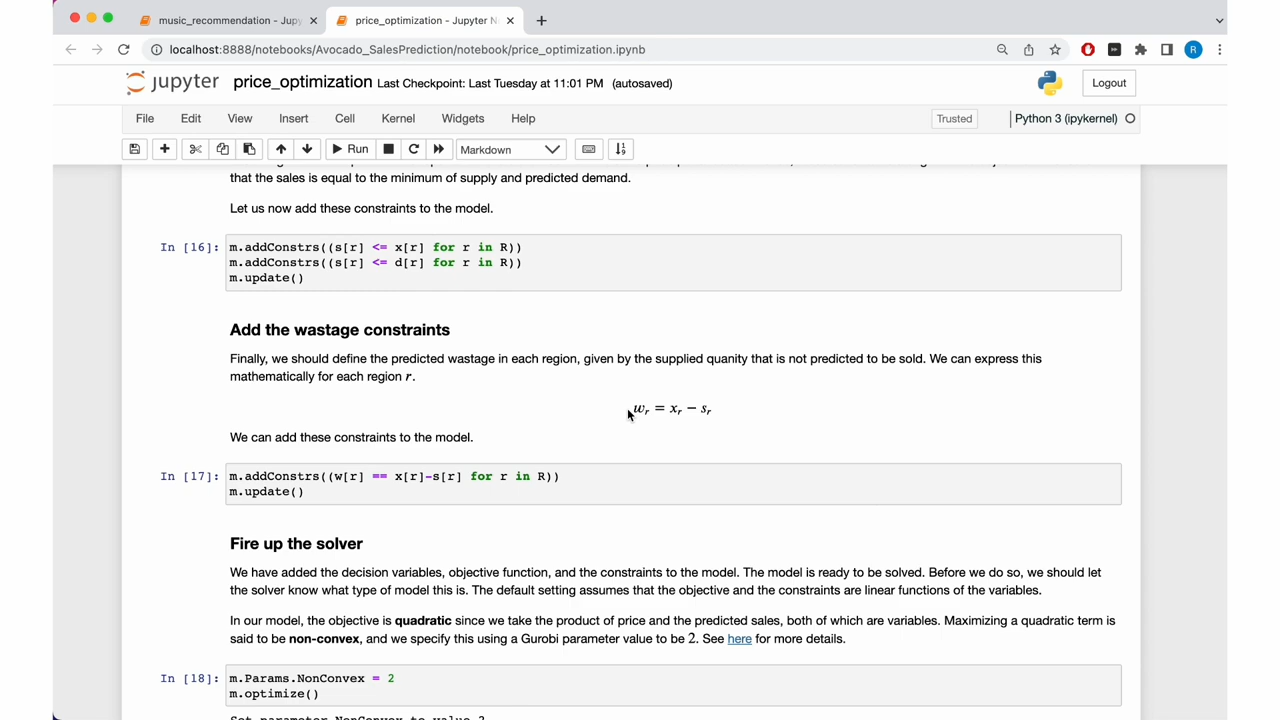 music_recommendation - Jupy
price_optimization - Jupyter N
localhost:8888/notebooks/Avocado_SalesPrediction/notebook/price_optimization.ipynb
R
jupyter price_optimization Last Checkpoint: Last Tuesday at 11:01 PM (autosaved)
Logout
File Edit View Insert Cell Kernel Widgets Help
Trusted
Python 3 (ipykernel)
Run
Markdown
that the sales is equal to the minimum of supply and predicted demand.
Let us now add these constraints to the model.
In [16]: m.addConstrs((s[r] <= x[r] for r in R))
m.addConstrs((s[r] <= d[r] for r in R))
m.update()
Add the wastage constraints
Finally, we should define the predicted wastage in each region, given by the supplied quanity that is not predicted to be sold. We can express this
mathematically for each region r.
wᵣ = xᵣ − sᵣ
We can add these constraints to the model.
In [17]: m.addConstrs((w[r] == x[r]-s[r] for r in R))
m.update()
Fire up the solver
We have added the decision variables, objective function, and the constraints to the model. The model is ready to be solved. Before we do so, we should let
the solver know what type of model this is. The default setting assumes that the objective and the constraints are linear functions of the variables.
In our model, the objective is quadratic since we take the product of price and the predicted sales, both of which are variables. Maximizing a quadratic term is
said to be non-convex, and we specify this using a Gurobi parameter value to be 2. See here for more details.
In [18]: m.Params.NonConvex = 2
m.optimize()
Set parameter NonConvex to value 2